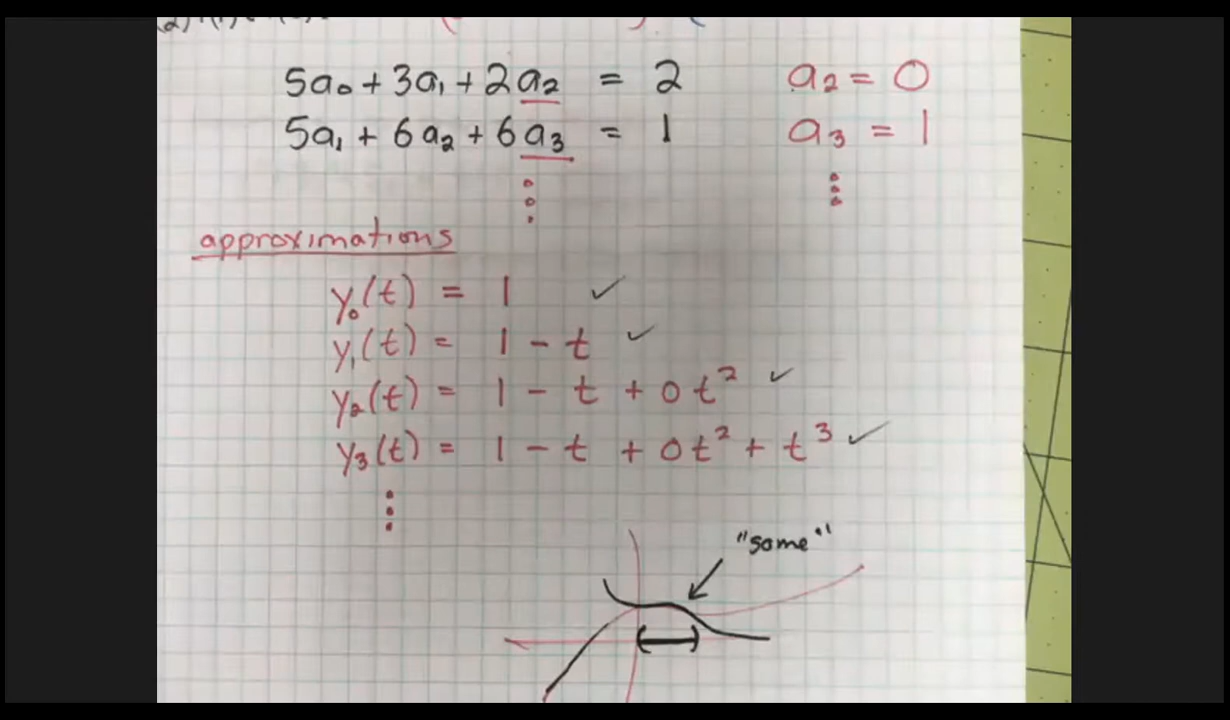 5a₀ + 3a₁ + 2a₂ = 2 a₂ = 0
5a₁ + 6a₂ + 6a₃ = 1 a₃ = 1
⋮ ⋮
approximations
y₀(t) = 1 ✓
y₁(t) = 1 - t ✓
y₂(t) = 1 - t + 0t² ✓
y₃(t) = 1 - t + 0t² + t³ ✓
⋮
"same"